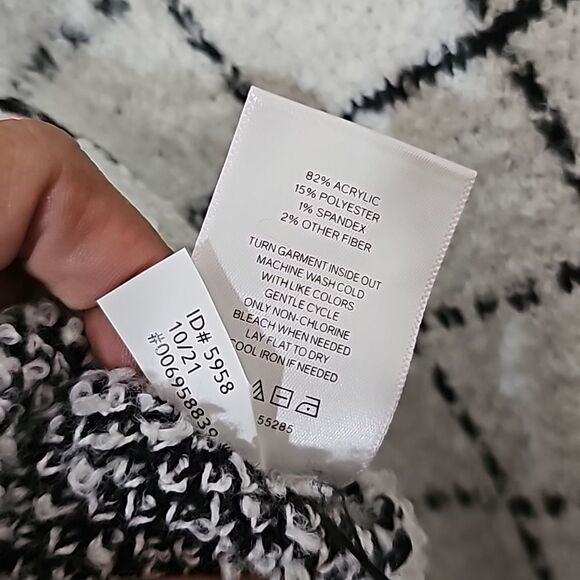 82% ACRYLIC
15% POLYESTER
1% SPANDEX
2% OTHER FIBER
TURN GARMENT INSIDE OUT
MACHINE WASH COLD
WITH LIKE COLORS
GENTLE CYCLE
ONLY NON-CHLORINE
BLEACH WHEN NEEDED
LAY FLAT TO DRY
COOL IRON IF NEEDED
55285
ID# 5958
10/21
#006958839